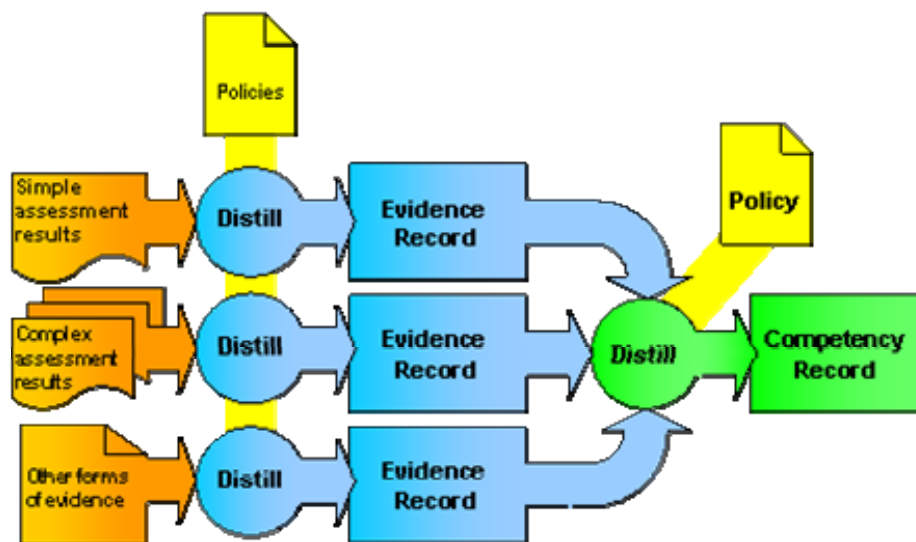 Policies
Policy
Simple
assessment
results
Distill
Evidence
Record
Complex
assessment
results
Distill
Evidence
Record
Distill
Competency
Record
Other forms
of evidence
Distill
Evidence
Record